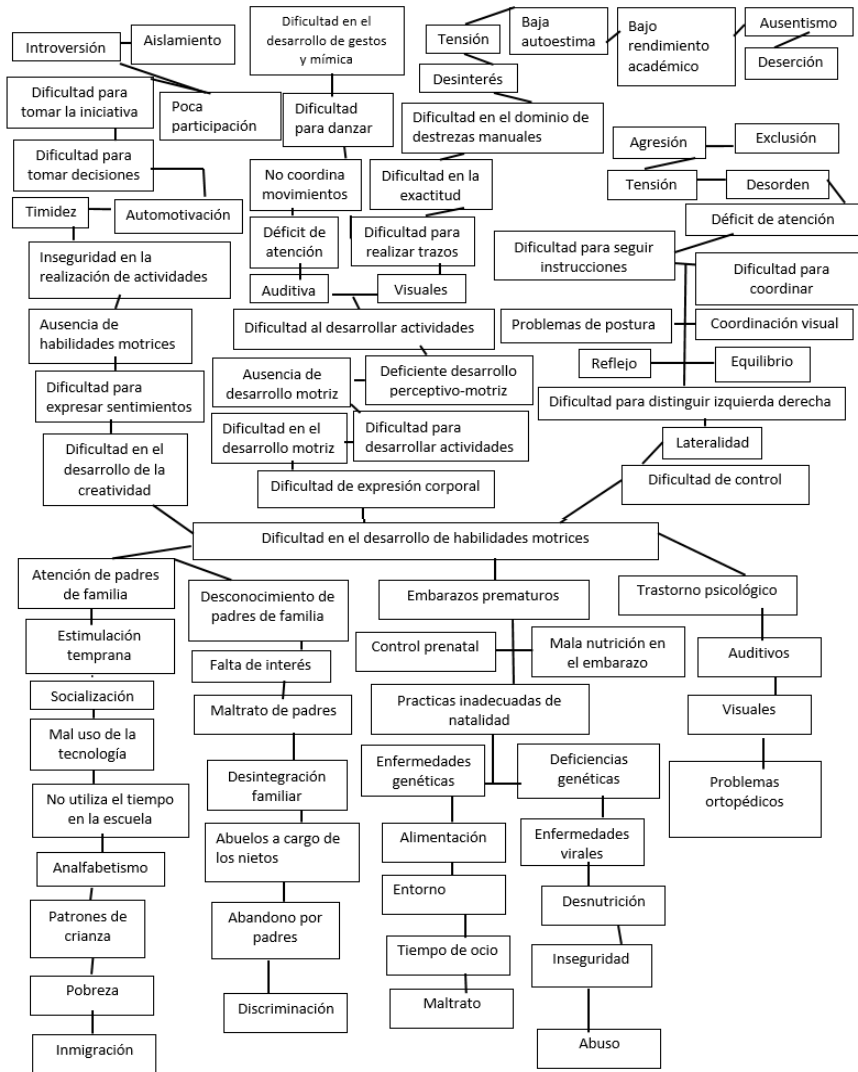 Introversión
Aislamiento
Dificultad para
tomar la iniciativa
Poca
participación
Dificultad para
tomar decisiones
Timidez
Automotivación
Inseguridad en la
realización de actividades
Ausencia de
habilidades motrices
Dificultad para
expresar sentimientos
Dificultad en el
desarrollo de la
creatividad
Dificultad en el
desarrollo de gestos
y mímica
Dificultad
para danzar
No coordina
movimientos
Déficit de
atención
Auditiva
Tensión
Baja
autoestima
Bajo
rendimiento
académico
Ausentismo
Deserción
Desinterés
Dificultad en el dominio de
destrezas manuales
Dificultad en la
exactitud
Dificultad para
realizar trazos
Visuales
Dificultad al desarrollar actividades
Ausencia de
desarrollo motriz
Deficiente desarrollo
perceptivo-motriz
Dificultad en el
desarrollo motriz
Dificultad para
desarrollar actividades
Dificultad de expresión corporal
Agresión
Exclusión
Tensión
Desorden
Déficit de atención
Dificultad para seguir
instrucciones
Dificultad para
coordinar
Problemas de postura
Coordinación visual
Reflejo
Equilibrio
Dificultad para distinguir izquierda derecha
Lateralidad
Dificultad de control
Dificultad en el desarrollo de habilidades motrices
Atención de padres
de familia
Estimulación
temprana
Socialización
Mal uso de la
tecnología
No utiliza el tiempo
en la escuela
Analfabetismo
Patrones de
crianza
Pobreza
Inmigración
Desconocimiento de
padres de familia
Falta de interés
Maltrato de padres
Desintegración
familiar
Abuelos a cargo de
los nietos
Abandono por
padres
Discriminación
Embarazos prematuros
Control prenatal
Mala nutrición en
el embarazo
Practicas inadecuadas de
natalidad
Enfermedades
genéticas
Deficiencias
genéticas
Alimentación
Entorno
Tiempo de ocio
Maltrato
Enfermedades
virales
Desnutrición
Inseguridad
Abuso
Trastorno psicológico
Auditivos
Visuales
Problemas
ortopédicos